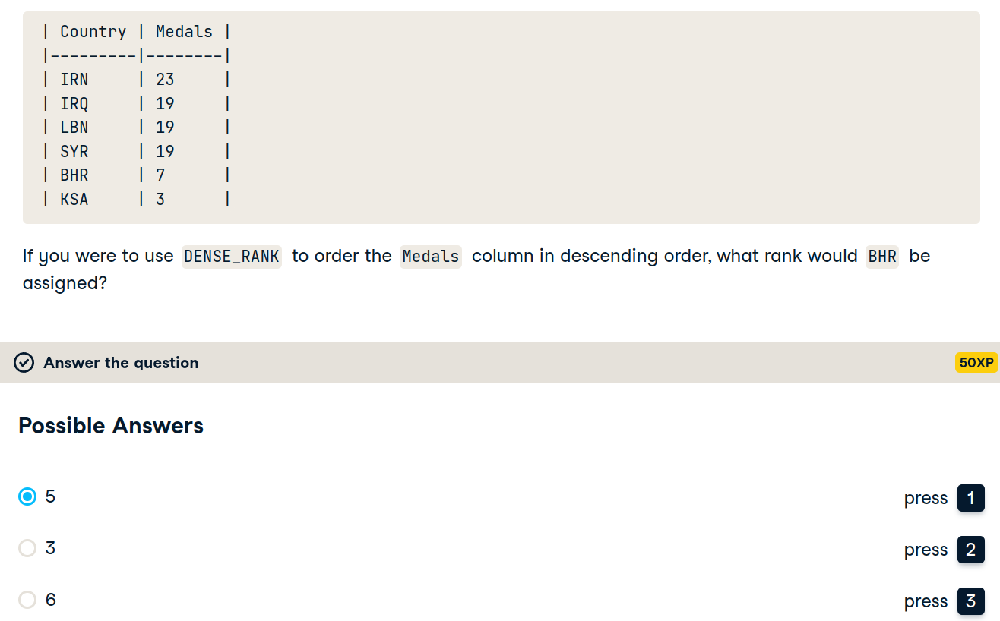 | Country | Medals |
|---------|--------|
| IRN     | 23     |
| IRQ     | 19     |
| LBN     | 19     |
| SYR     | 19     |
| BHR     | 7      |
| KSA     | 3      |
If you were to use DENSE_RANK to order the Medals column in descending order, what rank would BHR be
assigned?
Answer the question 50XP
Possible Answers
5 press 1
3 press 2
6 press 3